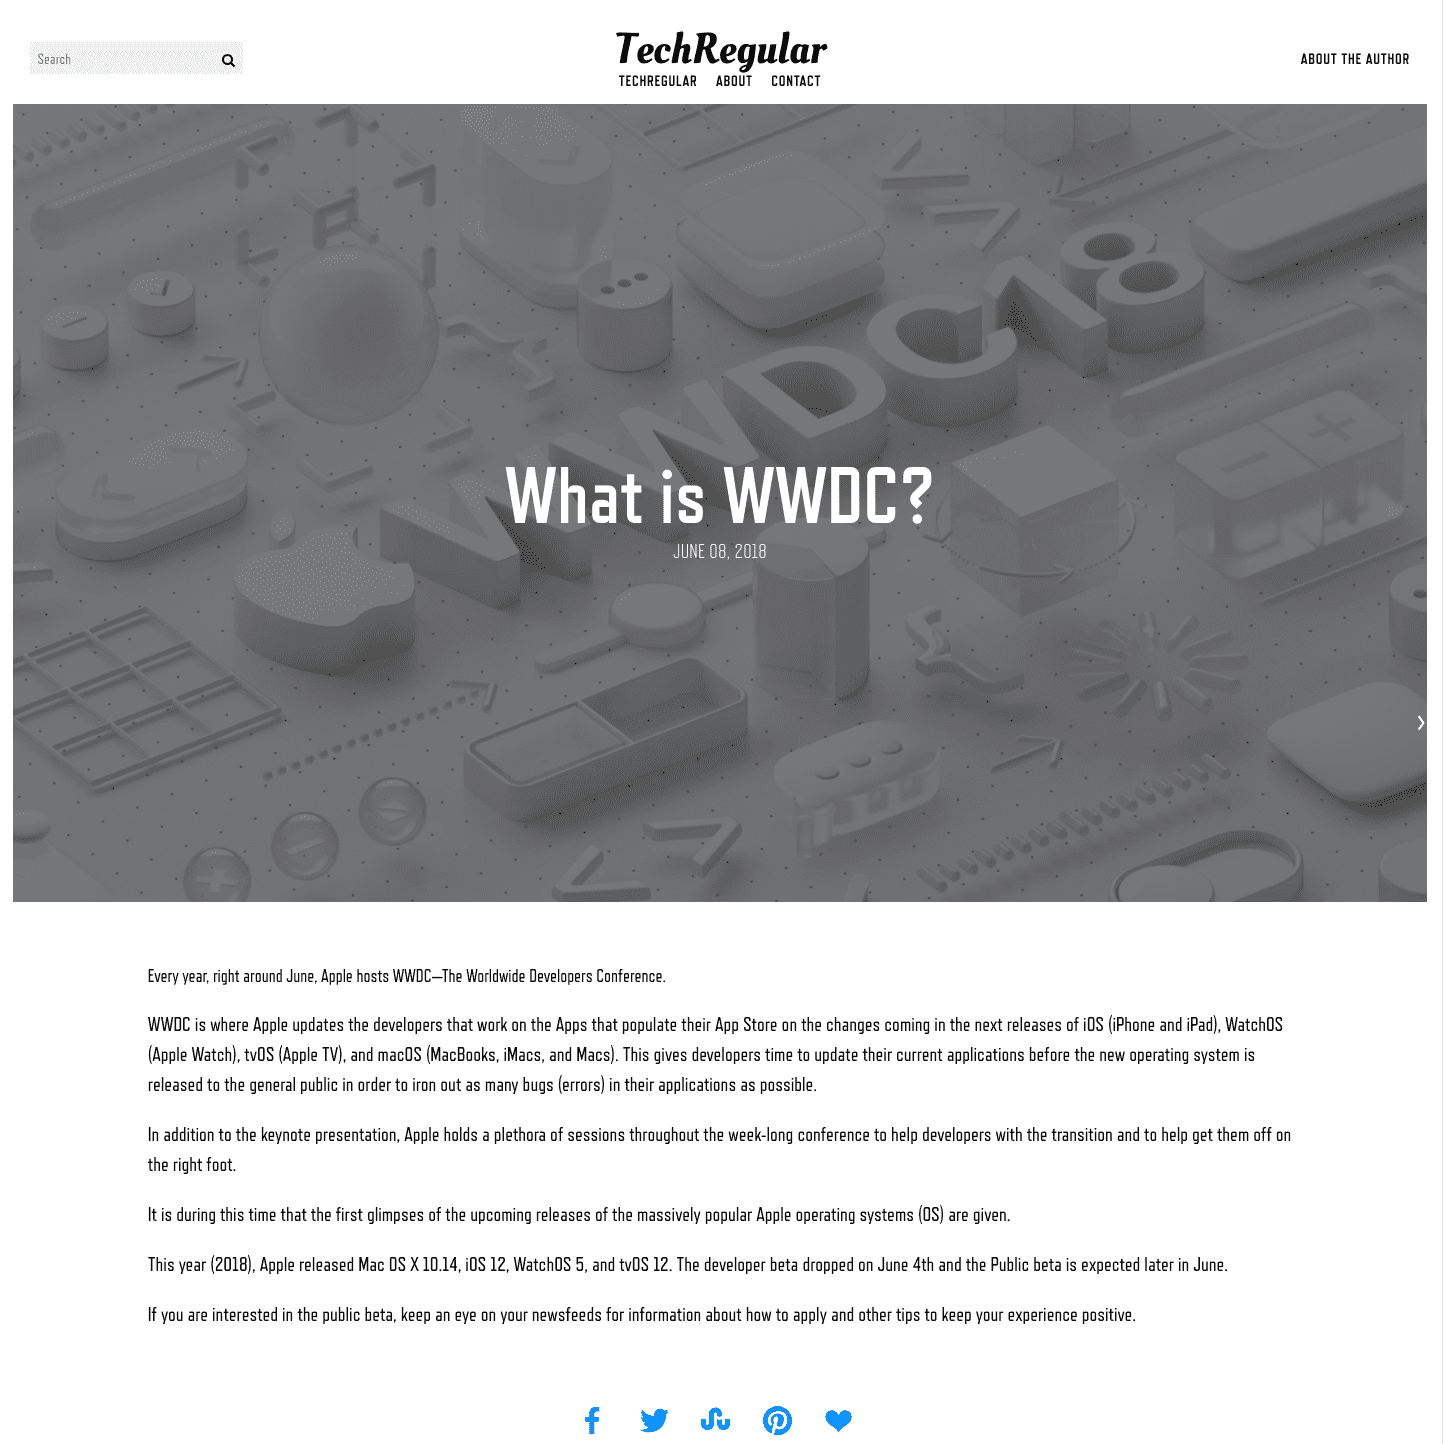 Search
TechRegular
TECHREGULAR ABOUT CONTACT
ABOUT THE AUTHOR
WWDC18
What is WWDC?
JUNE 08, 2018
Every year, right around June, Apple hosts WWDC—The Worldwide Developers Conference.
WWDC is where Apple updates the developers that work on the Apps that populate their App Store on the changes coming in the next releases of iOS (iPhone and iPad), WatchOS
(Apple Watch), tvOS (Apple TV), and macOS (MacBooks, iMacs, and Macs). This gives developers time to update their current applications before the new operating system is
released to the general public in order to iron out as many bugs (errors) in their applications as possible.
In addition to the keynote presentation, Apple holds a plethora of sessions throughout the week-long conference to help developers with the transition and to help get them off on
the right foot.
It is during this time that the first glimpses of the upcoming releases of the massively popular Apple operating systems (OS) are given.
This year (2018), Apple released Mac OS X 10.14, iOS 12, WatchOS 5, and tvOS 12. The developer beta dropped on June 4th and the Public beta is expected later in June.
If you are interested in the public beta, keep an eye on your newsfeeds for information about how to apply and other tips to keep your experience positive.